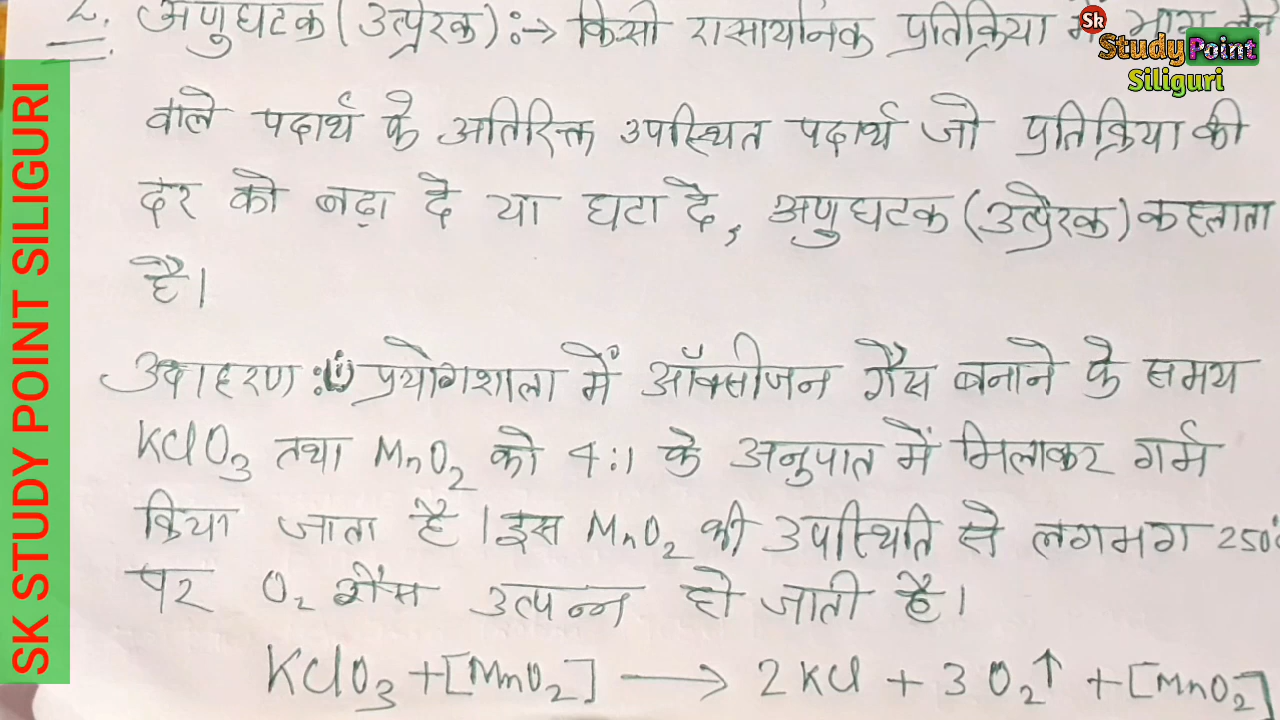 2. अणुघटक (उत्प्रेरक) :→ किसी रासायनिक प्रतिक्रिया में भाग लेने
वाले पदार्थ के अतिरिक्त उपस्थित पदार्थ जो प्रतिक्रिया की
दर को बढ़ा दे या घटा दे, अणुघटक (उत्प्रेरक) कहलाता
है।
उदाहरण :(i) प्रयोगशाला में ऑक्सीजन गैस बनाने के समय
KClO₃ तथा MnO₂ को 4:1 के अनुपात में मिलाकर गर्म
किया जाता है। इस MnO₂ की उपस्थिति से लगभग 250°
पर O₂ गैस उत्पन्न हो जाती है।
KClO₃ + [MnO₂] → 2KCl + 3O₂↑ + [MnO₂]
Sk
Study Point
Siliguri
SK STUDY POINT SILIGURI